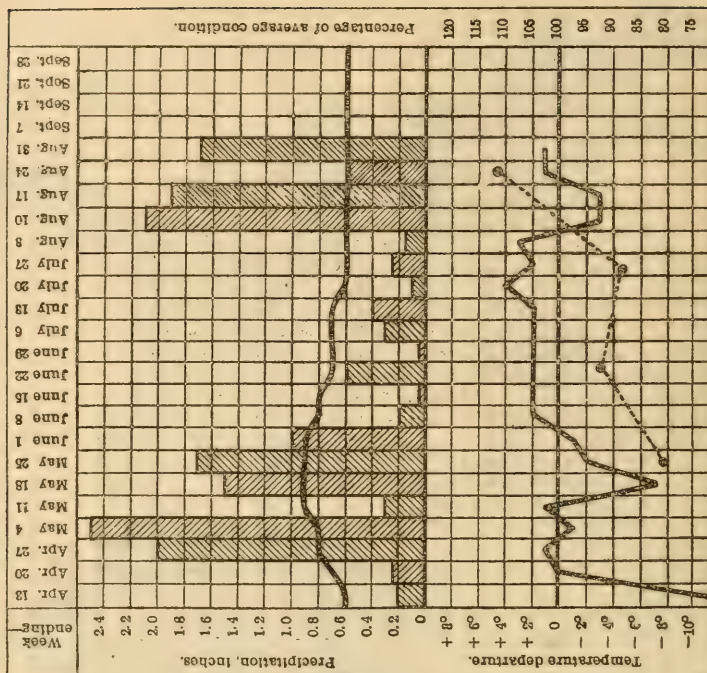 Week ending—
Apr. 13
Apr. 20
Apr. 27
May 4
May 11
May 18
May 25
June 1
June 8
June 15
June 22
June 29
July 6
July 13
July 20
July 27
Aug. 3
Aug. 10
Aug. 17
Aug. 24
Aug. 31
Sept. 7
Sept. 14
Sept. 21
Sept. 28
2.4
2.2
2.0
1.8
1.6
1.4
1.2
1.0
0.8
0.6
0.4
0.2
0
Precipitation, inches.
+ 8°
+ 6°
+ 4°
+ 2°
0
− 2°
− 4°
− 6°
− 8°
−10°
Temperature departure.
Percentage of average condition.
120
115
110
105
100
95
90
85
80
75